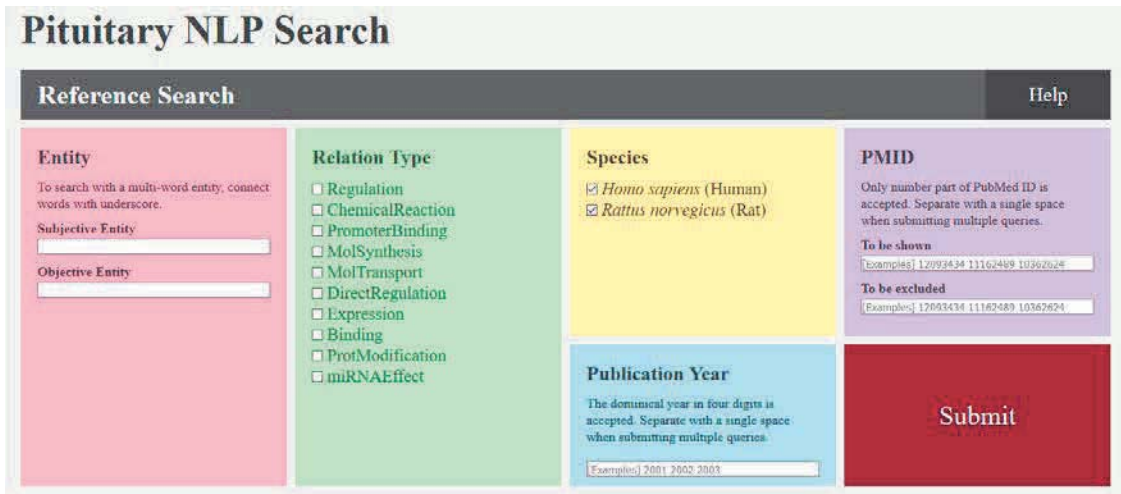 Pituitary NLP Search
Reference Search
Help
Entity
To search with a multi-word entity, connect
words with underscore.
Subjective Entity
Objective Entity
Relation Type
Regulation
ChemicalReaction
PromoterBinding
MolSynthesis
MolTransport
DirectRegulation
Expression
Binding
ProtModification
miRNAEffect
Species
Homo sapiens (Human)
Rattus norvegicus (Rat)
Publication Year
The dominical year in four digits is
accepted. Separate with a single space
when submitting multiple queries.
[Examples] 2001 2002 2003
PMID
Only number part of PubMed ID is
accepted. Separate with a single space
when submitting multiple queries.
To be shown
[Examples] 12093434 11162489 10362624
To be excluded
[Examples] 12093434 11162489 10362624
Submit